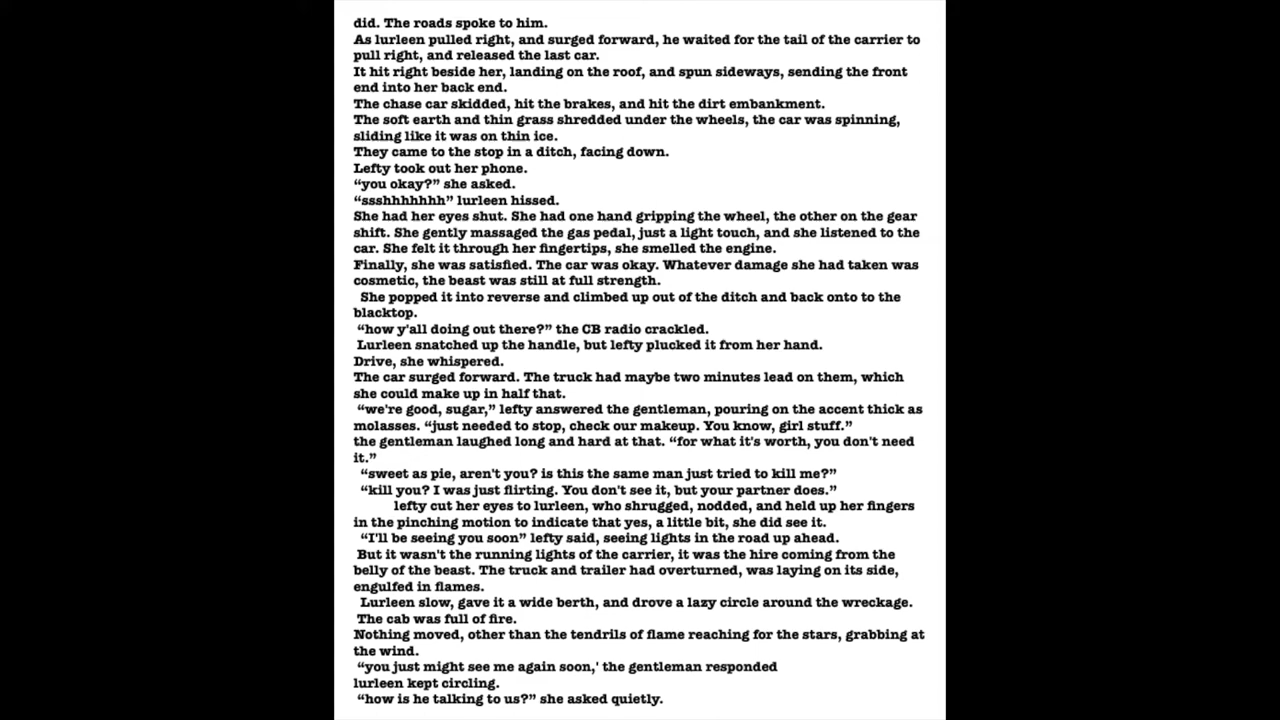 did. The roads spoke to him.
As lurleen pulled right, and surged forward, he waited for the tail of the carrier to
pull right, and released the last car.
It hit right beside her, landing on the roof, and spun sideways, sending the front
end into her back end.
The chase car skidded, hit the brakes, and hit the dirt embankment.
The soft earth and thin grass shredded under the wheels, the car was spinning,
sliding like it was on thin ice.
They came to the stop in a ditch, facing down.
Lefty took out her phone.
“you okay?” she asked.
“ssshhhhhhh” lurleen hissed.
She had her eyes shut. She had one hand gripping the wheel, the other on the gear
shift. She gently massaged the gas pedal, just a light touch, and she listened to the
car. She felt it through her fingertips, she smelled the engine.
Finally, she was satisfied. The car was okay. Whatever damage she had taken was
cosmetic, the beast was still at full strength.
She popped it into reverse and climbed up out of the ditch and back onto to the
blacktop.
“how y'all doing out there?” the CB radio crackled.
Lurleen snatched up the handle, but lefty plucked it from her hand.
Drive, she whispered.
The car surged forward. The truck had maybe two minutes lead on them, which
she could make up in half that.
“we're good, sugar,” lefty answered the gentleman, pouring on the accent thick as
molasses. “just needed to stop, check our makeup. You know, girl stuff.”
the gentleman laughed long and hard at that. “for what it's worth, you don't need
it.”
“sweet as pie, aren't you? is this the same man just tried to kill me?”
“kill you? I was just flirting. You don't see it, but your partner does.”
lefty cut her eyes to lurleen, who shrugged, nodded, and held up her fingers
in the pinching motion to indicate that yes, a little bit, she did see it.
“I'll be seeing you soon” lefty said, seeing lights in the road up ahead.
But it wasn't the running lights of the carrier, it was the hire coming from the
belly of the beast. The truck and trailer had overturned, was laying on its side,
engulfed in flames.
Lurleen slow, gave it a wide berth, and drove a lazy circle around the wreckage.
The cab was full of fire.
Nothing moved, other than the tendrils of flame reaching for the stars, grabbing at
the wind.
“you just might see me again soon,' the gentleman responded
lurleen kept circling.
“how is he talking to us?” she asked quietly.